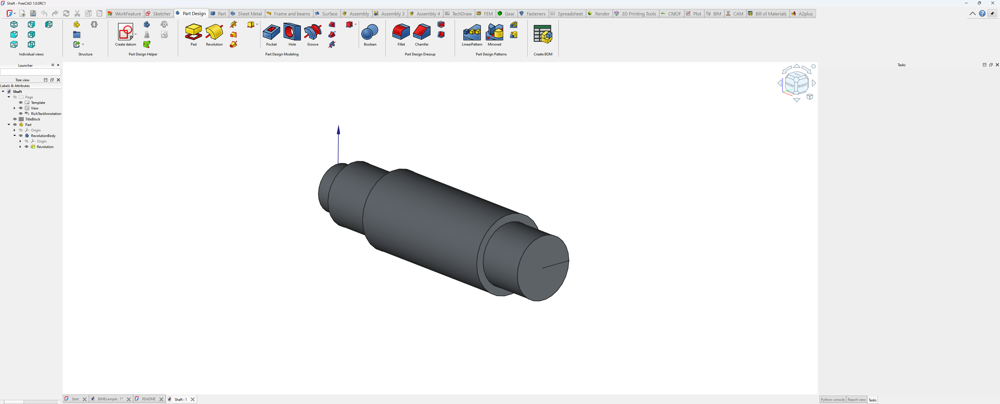 Shaft - FreeCAD 1.0.0RC1
WorkFeature Sketcher Part Design Part Sheet Metal Frame and beams Surface Assembly Assembly 3 Assembly 4 TechDraw FEM Gear Fasteners Spreadsheet Render 3D Printing Tools CfdOF Plot BIM CAM Bill of Materials A2plus
Create datum Pad Revolution Pocket Hole Groove Boolean Fillet Chamfer LinearPattern Mirrored
Individual views Structure Part Design Helper Part Design Modeling Part Design Dressup Part Design Patterns Create BOM
Launcher
Tasks
Tree view
Labels & Attributes
Shaft
Page
Template
View
RichTextAnnotation
TitleBlock
Part
Origin
RevolutionBody
Origin
Revolution
TOP
FRONT RIGHT
Start BIMExample : 1* README Shaft : 1
Python console Report view Tasks